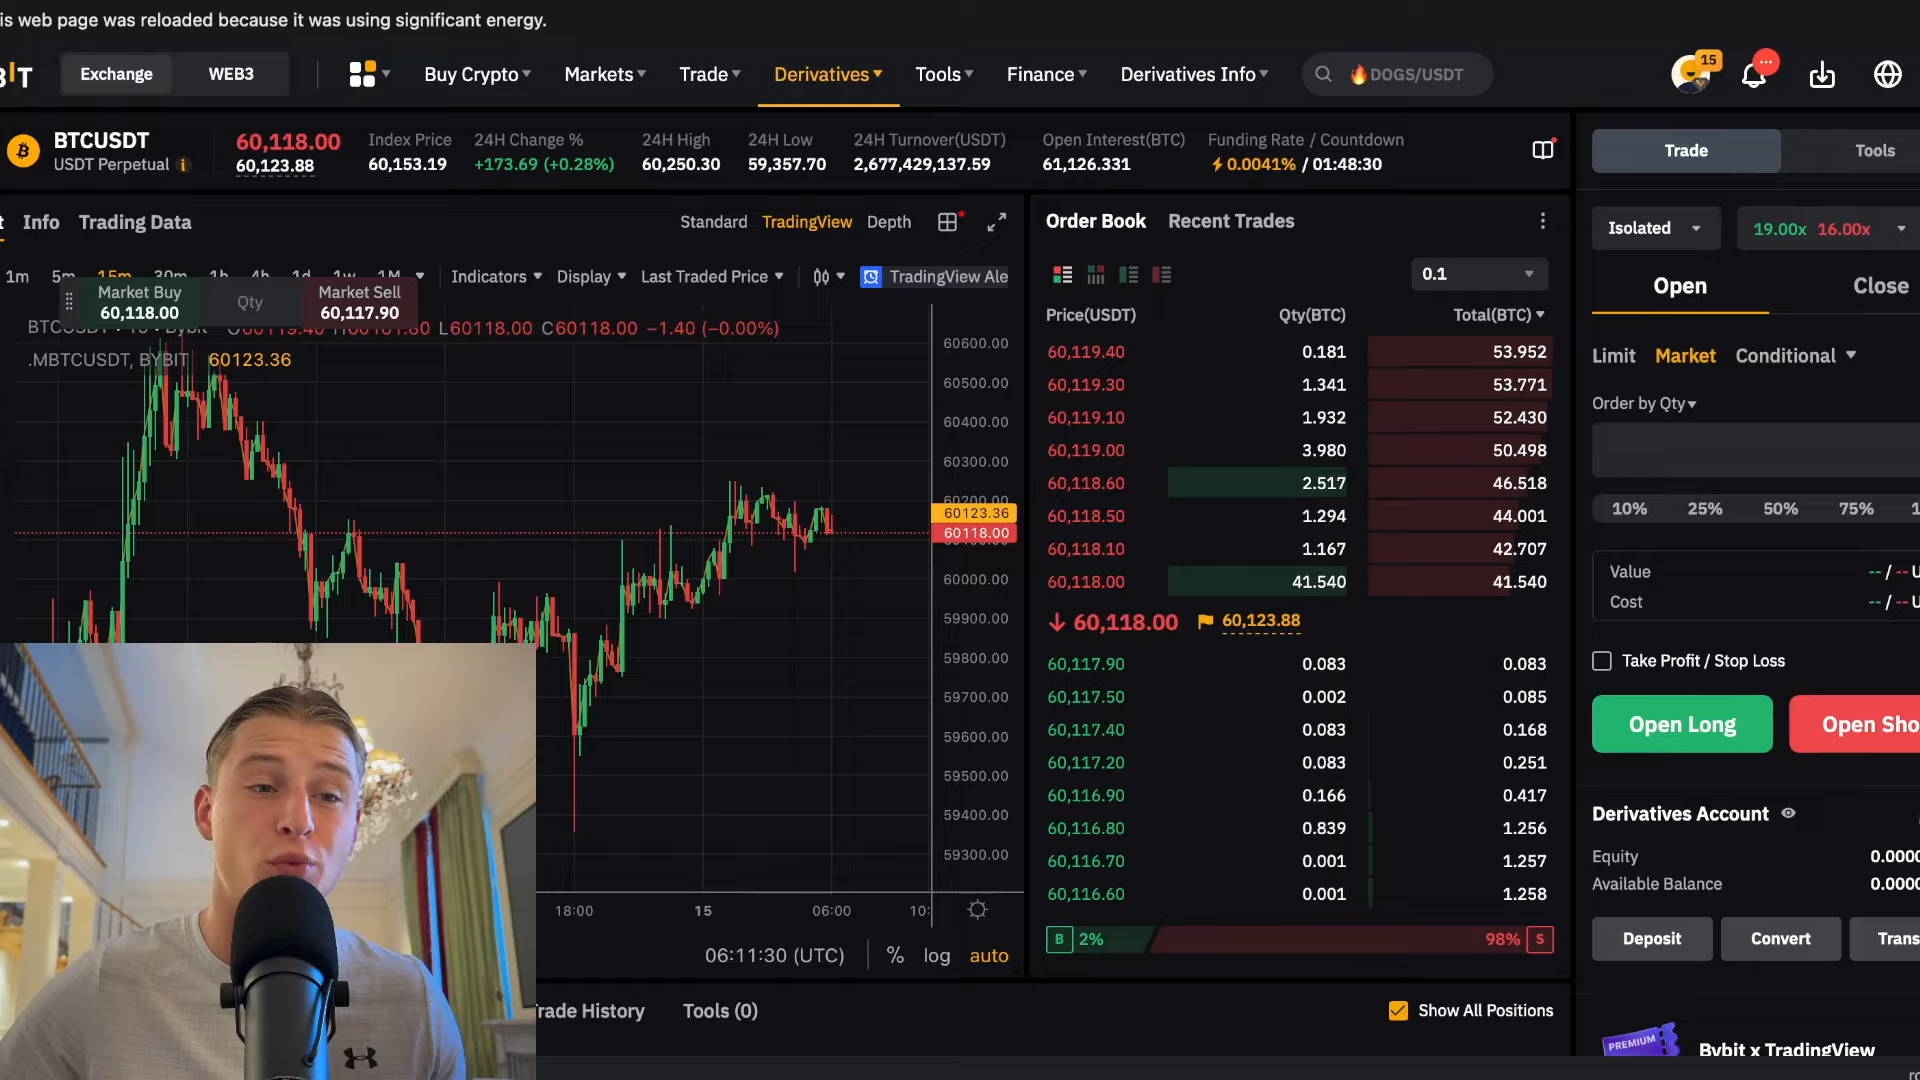 is web page was reloaded because it was using significant energy.
Exchange WEB3 Buy Crypto Markets Trade Derivatives Tools Finance Derivatives Info DOGS/USDT 15
BTCUSDT
USDT Perpetual
60,118.00
60,123.88
Index Price
60,153.19
24H Change %
+173.69 (+0.28%)
24H High
60,250.30
24H Low
59,357.70
24H Turnover(USDT)
2,677,429,137.59
Open Interest(BTC)
61,126.331
Funding Rate / Countdown
0.0041% / 01:48:30
Info Trading Data Standard TradingView Depth
1m 5m 15m 30m 1h 4h 1d 1w 1M Indicators Display Last Traded Price TradingView Ale
Market Buy
60,118.00
Qty
Market Sell
60,117.90
L60118.00 C60118.00 −1.40 (−0.00%)
.MBTCUSDT, BYBIT 60123.36
60600.00
60500.00
60400.00
60300.00
60200.00
60123.36
60118.00
60000.00
59900.00
59800.00
59700.00
59600.00
59500.00
59400.00
59300.00
18:00 15 06:00 10:
06:11:30 (UTC) % log auto
Order Book Recent Trades
0.1
Price(USDT) Qty(BTC) Total(BTC)
60,119.40 0.181 53.952
60,119.30 1.341 53.771
60,119.10 1.932 52.430
60,119.00 3.980 50.498
60,118.60 2.517 46.518
60,118.50 1.294 44.001
60,118.10 1.167 42.707
60,118.00 41.540 41.540
60,118.00 60,123.88
60,117.90 0.083 0.083
60,117.50 0.002 0.085
60,117.40 0.083 0.168
60,117.20 0.083 0.251
60,116.90 0.166 0.417
60,116.80 0.839 1.256
60,116.70 0.001 1.257
60,116.60 0.001 1.258
B 2% 98% S
Trade History Tools (0) Show All Positions
Trade Tools
Isolated 19.00x 16.00x
Open Close
Limit Market Conditional
Order by Qty
10% 25% 50% 75% 1
Value -- / -- U
Cost -- / -- U
Take Profit / Stop Loss
Open Long Open Sho
Derivatives Account
Equity 0.0000
Available Balance 0.0000
Deposit Convert Trans
PREMIUM
Bybit x TradingView